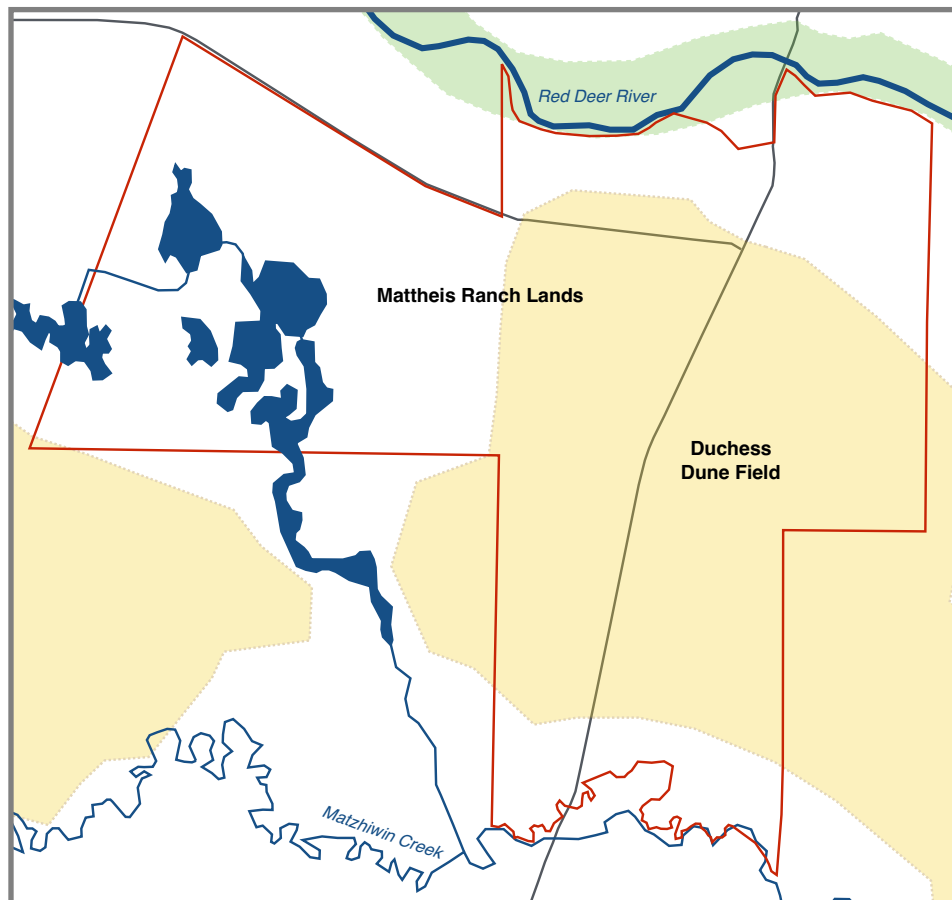 Red Deer River
Mattheis Ranch Lands
Duchess
Dune Field
Matzhiwin Creek